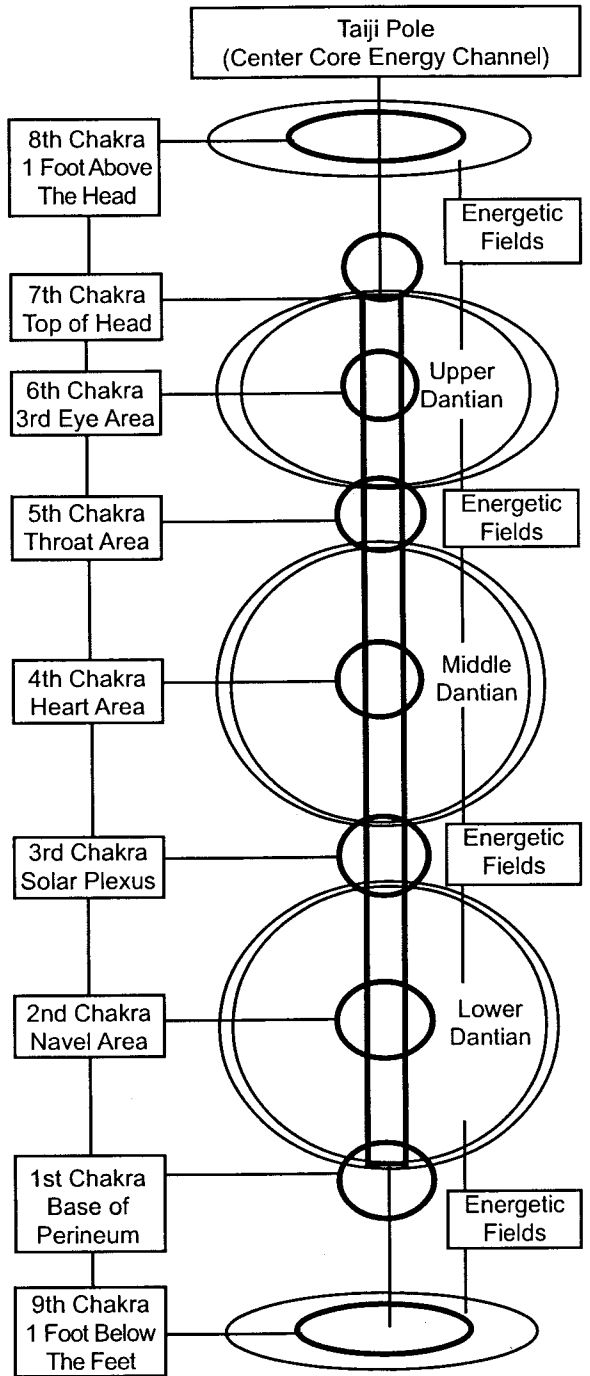 Taiji Pole
(Center Core Energy Channel)
8th Chakra
1 Foot Above
The Head
Energetic
Fields
7th Chakra
Top of Head
6th Chakra
3rd Eye Area
Upper
Dantian
5th Chakra
Throat Area
Energetic
Fields
4th Chakra
Heart Area
Middle
Dantian
3rd Chakra
Solar Plexus
Energetic
Fields
2nd Chakra
Navel Area
Lower
Dantian
1st Chakra
Base of
Perineum
Energetic
Fields
9th Chakra
1 Foot Below
The Feet